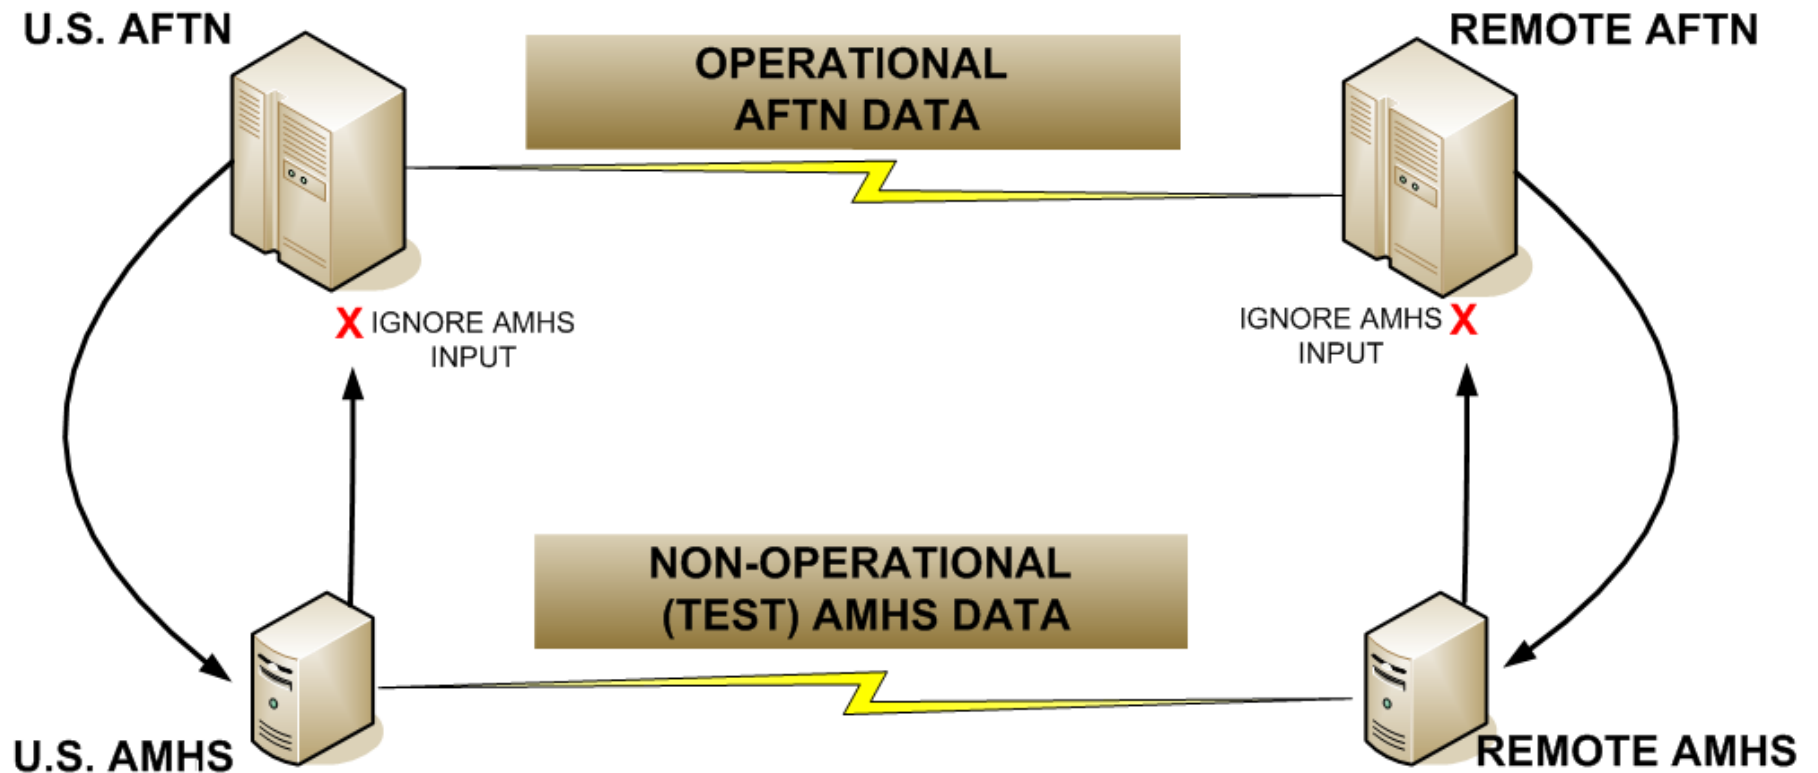 U.S. AFTN
REMOTE AFTN
OPERATIONAL
AFTN DATA
X IGNORE AMHS
INPUT
IGNORE AMHS X
INPUT
NON-OPERATIONAL
(TEST) AMHS DATA
U.S. AMHS
REMOTE AMHS